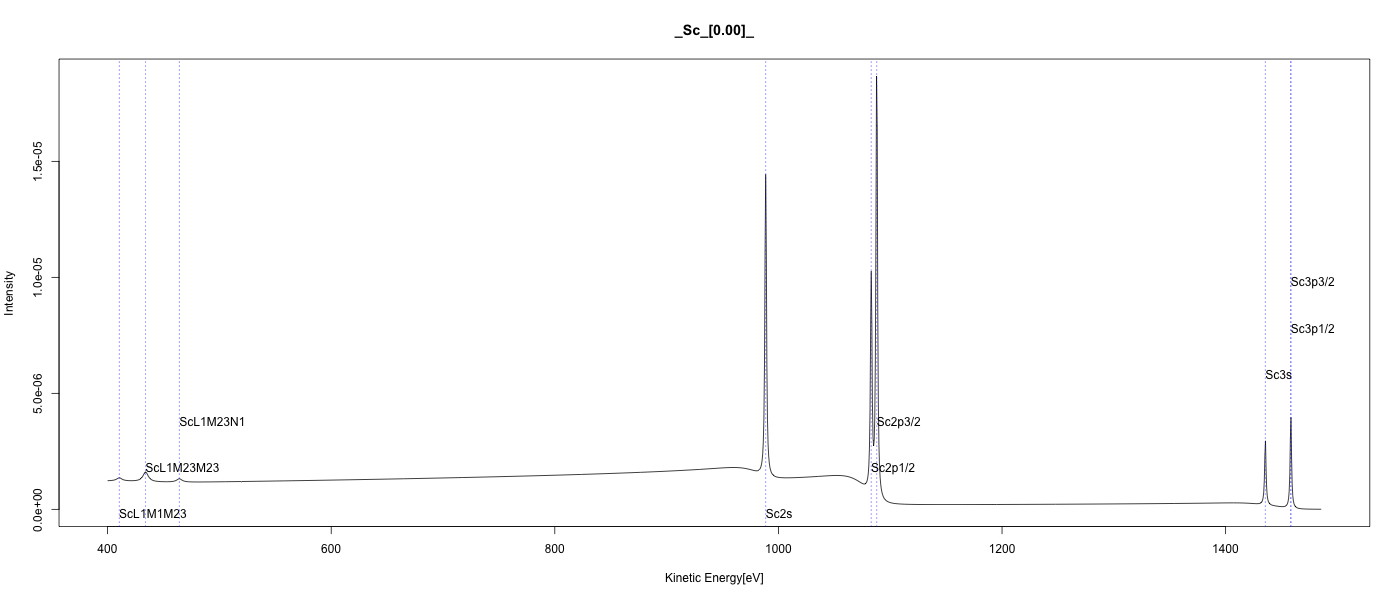 _Sc_[0.00]_
Intensity
1.5e-05
1.0e-05
5.0e-06
0.0e+00
Sc3p3/2
Sc3p1/2
Sc3s
ScL1M23N1
Sc2p3/2
ScL1M23M23
Sc2p1/2
ScL1M1M23
Sc2s
400 600 800 1000 1200 1400
Kinetic Energy[eV]